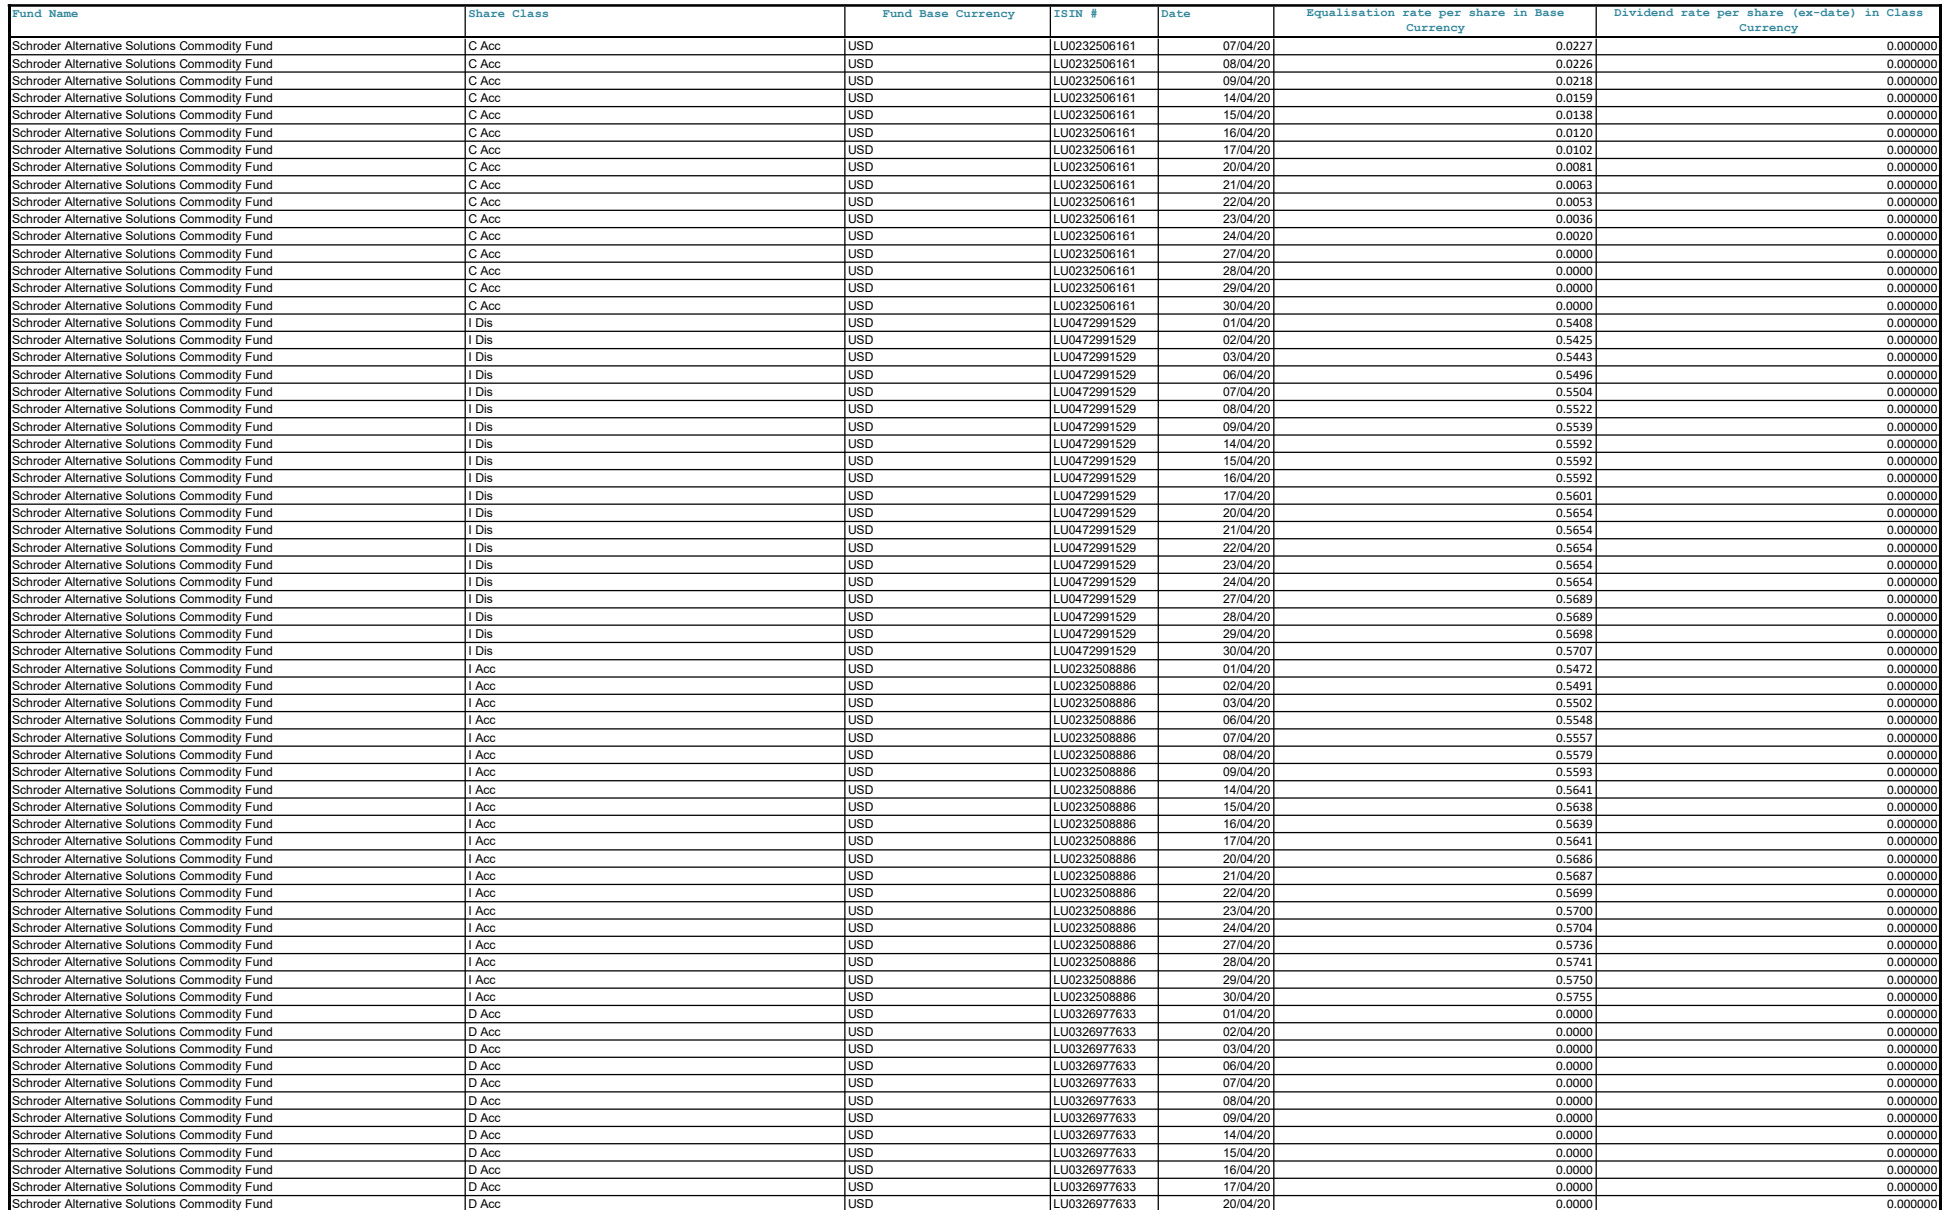 Fund Name Share Class Fund Base Currency ISIN # Date Equalisation rate per share in Base Currency Dividend rate per share (ex-date) in Class Currency
Schroder Alternative Solutions Commodity Fund C Acc USD LU0232506161 07/04/20 0.0227 0.000000
Schroder Alternative Solutions Commodity Fund C Acc USD LU0232506161 08/04/20 0.0226 0.000000
Schroder Alternative Solutions Commodity Fund C Acc USD LU0232506161 09/04/20 0.0218 0.000000
Schroder Alternative Solutions Commodity Fund C Acc USD LU0232506161 14/04/20 0.0159 0.000000
Schroder Alternative Solutions Commodity Fund C Acc USD LU0232506161 15/04/20 0.0138 0.000000
Schroder Alternative Solutions Commodity Fund C Acc USD LU0232506161 16/04/20 0.0120 0.000000
Schroder Alternative Solutions Commodity Fund C Acc USD LU0232506161 17/04/20 0.0102 0.000000
Schroder Alternative Solutions Commodity Fund C Acc USD LU0232506161 20/04/20 0.0081 0.000000
Schroder Alternative Solutions Commodity Fund C Acc USD LU0232506161 21/04/20 0.0063 0.000000
Schroder Alternative Solutions Commodity Fund C Acc USD LU0232506161 22/04/20 0.0053 0.000000
Schroder Alternative Solutions Commodity Fund C Acc USD LU0232506161 23/04/20 0.0036 0.000000
Schroder Alternative Solutions Commodity Fund C Acc USD LU0232506161 24/04/20 0.0020 0.000000
Schroder Alternative Solutions Commodity Fund C Acc USD LU0232506161 27/04/20 0.0000 0.000000
Schroder Alternative Solutions Commodity Fund C Acc USD LU0232506161 28/04/20 0.0000 0.000000
Schroder Alternative Solutions Commodity Fund C Acc USD LU0232506161 29/04/20 0.0000 0.000000
Schroder Alternative Solutions Commodity Fund C Acc USD LU0232506161 30/04/20 0.0000 0.000000
Schroder Alternative Solutions Commodity Fund I Dis USD LU0472991529 01/04/20 0.5408 0.000000
Schroder Alternative Solutions Commodity Fund I Dis USD LU0472991529 02/04/20 0.5425 0.000000
Schroder Alternative Solutions Commodity Fund I Dis USD LU0472991529 03/04/20 0.5443 0.000000
Schroder Alternative Solutions Commodity Fund I Dis USD LU0472991529 06/04/20 0.5496 0.000000
Schroder Alternative Solutions Commodity Fund I Dis USD LU0472991529 07/04/20 0.5504 0.000000
Schroder Alternative Solutions Commodity Fund I Dis USD LU0472991529 08/04/20 0.5522 0.000000
Schroder Alternative Solutions Commodity Fund I Dis USD LU0472991529 09/04/20 0.5539 0.000000
Schroder Alternative Solutions Commodity Fund I Dis USD LU0472991529 14/04/20 0.5592 0.000000
Schroder Alternative Solutions Commodity Fund I Dis USD LU0472991529 15/04/20 0.5592 0.000000
Schroder Alternative Solutions Commodity Fund I Dis USD LU0472991529 16/04/20 0.5592 0.000000
Schroder Alternative Solutions Commodity Fund I Dis USD LU0472991529 17/04/20 0.5601 0.000000
Schroder Alternative Solutions Commodity Fund I Dis USD LU0472991529 20/04/20 0.5654 0.000000
Schroder Alternative Solutions Commodity Fund I Dis USD LU0472991529 21/04/20 0.5654 0.000000
Schroder Alternative Solutions Commodity Fund I Dis USD LU0472991529 22/04/20 0.5654 0.000000
Schroder Alternative Solutions Commodity Fund I Dis USD LU0472991529 23/04/20 0.5654 0.000000
Schroder Alternative Solutions Commodity Fund I Dis USD LU0472991529 24/04/20 0.5654 0.000000
Schroder Alternative Solutions Commodity Fund I Dis USD LU0472991529 27/04/20 0.5689 0.000000
Schroder Alternative Solutions Commodity Fund I Dis USD LU0472991529 28/04/20 0.5689 0.000000
Schroder Alternative Solutions Commodity Fund I Dis USD LU0472991529 29/04/20 0.5698 0.000000
Schroder Alternative Solutions Commodity Fund I Dis USD LU0472991529 30/04/20 0.5707 0.000000
Schroder Alternative Solutions Commodity Fund I Acc USD LU0232508886 01/04/20 0.5472 0.000000
Schroder Alternative Solutions Commodity Fund I Acc USD LU0232508886 02/04/20 0.5491 0.000000
Schroder Alternative Solutions Commodity Fund I Acc USD LU0232508886 03/04/20 0.5502 0.000000
Schroder Alternative Solutions Commodity Fund I Acc USD LU0232508886 06/04/20 0.5548 0.000000
Schroder Alternative Solutions Commodity Fund I Acc USD LU0232508886 07/04/20 0.5557 0.000000
Schroder Alternative Solutions Commodity Fund I Acc USD LU0232508886 08/04/20 0.5579 0.000000
Schroder Alternative Solutions Commodity Fund I Acc USD LU0232508886 09/04/20 0.5593 0.000000
Schroder Alternative Solutions Commodity Fund I Acc USD LU0232508886 14/04/20 0.5641 0.000000
Schroder Alternative Solutions Commodity Fund I Acc USD LU0232508886 15/04/20 0.5638 0.000000
Schroder Alternative Solutions Commodity Fund I Acc USD LU0232508886 16/04/20 0.5639 0.000000
Schroder Alternative Solutions Commodity Fund I Acc USD LU0232508886 17/04/20 0.5641 0.000000
Schroder Alternative Solutions Commodity Fund I Acc USD LU0232508886 20/04/20 0.5686 0.000000
Schroder Alternative Solutions Commodity Fund I Acc USD LU0232508886 21/04/20 0.5687 0.000000
Schroder Alternative Solutions Commodity Fund I Acc USD LU0232508886 22/04/20 0.5699 0.000000
Schroder Alternative Solutions Commodity Fund I Acc USD LU0232508886 23/04/20 0.5700 0.000000
Schroder Alternative Solutions Commodity Fund I Acc USD LU0232508886 24/04/20 0.5704 0.000000
Schroder Alternative Solutions Commodity Fund I Acc USD LU0232508886 27/04/20 0.5736 0.000000
Schroder Alternative Solutions Commodity Fund I Acc USD LU0232508886 28/04/20 0.5741 0.000000
Schroder Alternative Solutions Commodity Fund I Acc USD LU0232508886 29/04/20 0.5750 0.000000
Schroder Alternative Solutions Commodity Fund I Acc USD LU0232508886 30/04/20 0.5755 0.000000
Schroder Alternative Solutions Commodity Fund D Acc USD LU0326977633 01/04/20 0.0000 0.000000
Schroder Alternative Solutions Commodity Fund D Acc USD LU0326977633 02/04/20 0.0000 0.000000
Schroder Alternative Solutions Commodity Fund D Acc USD LU0326977633 03/04/20 0.0000 0.000000
Schroder Alternative Solutions Commodity Fund D Acc USD LU0326977633 06/04/20 0.0000 0.000000
Schroder Alternative Solutions Commodity Fund D Acc USD LU0326977633 07/04/20 0.0000 0.000000
Schroder Alternative Solutions Commodity Fund D Acc USD LU0326977633 08/04/20 0.0000 0.000000
Schroder Alternative Solutions Commodity Fund D Acc USD LU0326977633 09/04/20 0.0000 0.000000
Schroder Alternative Solutions Commodity Fund D Acc USD LU0326977633 14/04/20 0.0000 0.000000
Schroder Alternative Solutions Commodity Fund D Acc USD LU0326977633 15/04/20 0.0000 0.000000
Schroder Alternative Solutions Commodity Fund D Acc USD LU0326977633 16/04/20 0.0000 0.000000
Schroder Alternative Solutions Commodity Fund D Acc USD LU0326977633 17/04/20 0.0000 0.000000
Schroder Alternative Solutions Commodity Fund D Acc USD LU0326977633 20/04/20 0.0000 0.000000